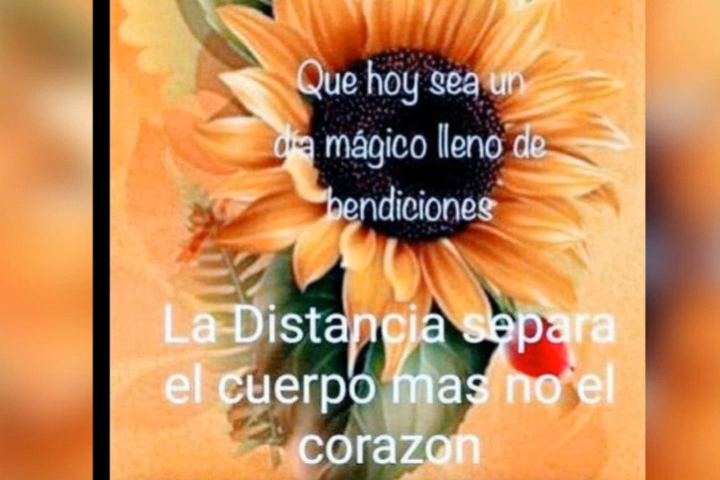 Que hoy sea un
día mágico lleno de
bendiciones
La Distancia separa
el cuerpo mas no el
corazon